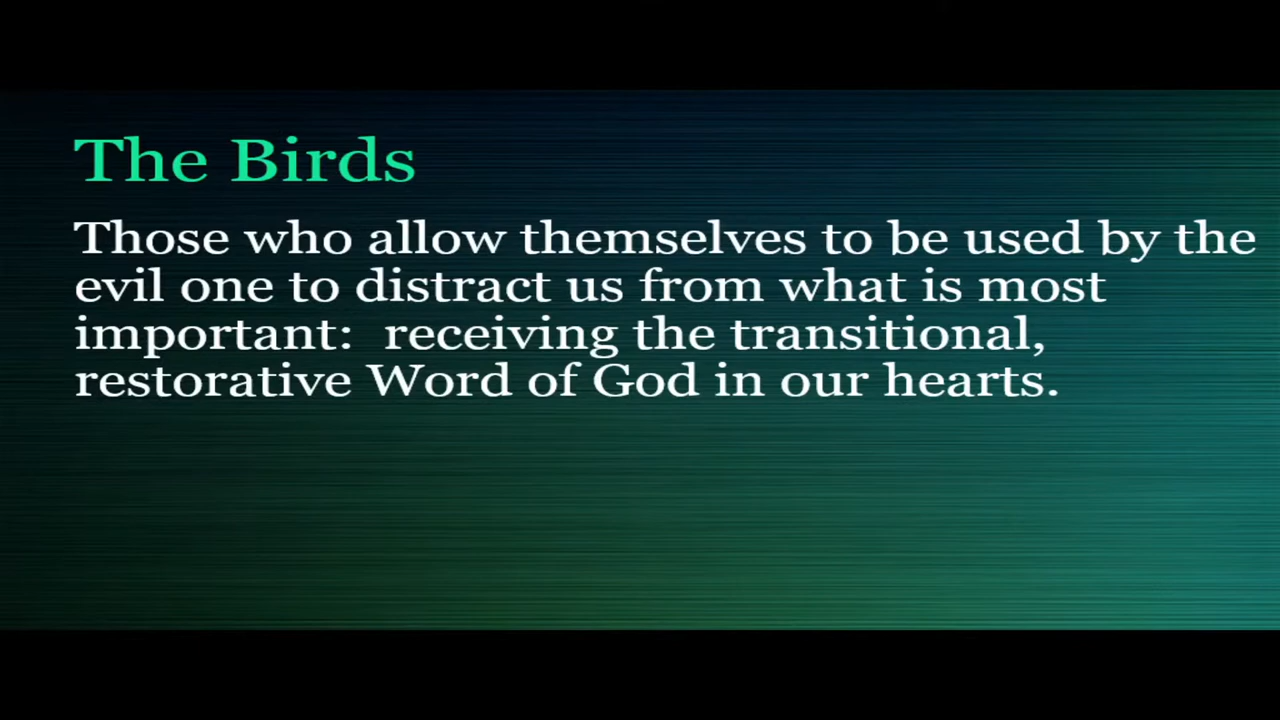 The Birds
Those who allow themselves to be used by the
evil one to distract us from what is most
important:  receiving the transitional,
restorative Word of God in our hearts.